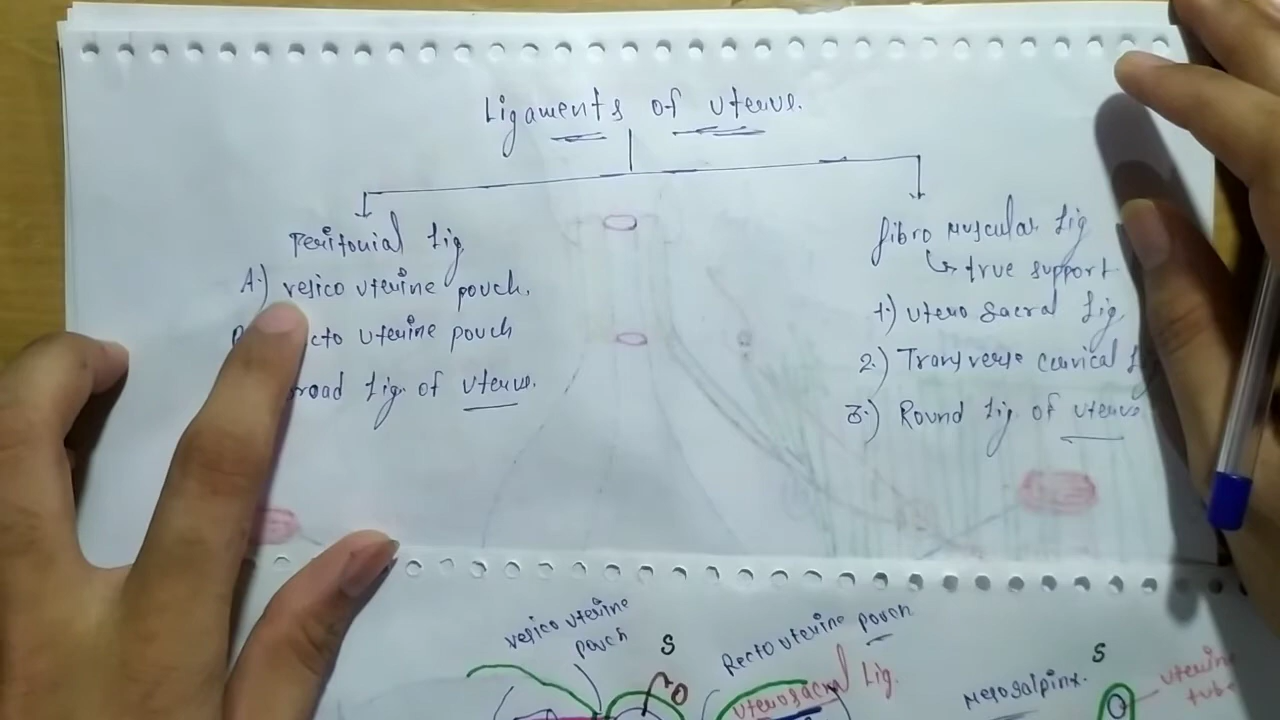 Ligaments of uterus.
Peritonial Lig
A.) vesico uterine pouch,
cto uterine pouch
road Lig. of uterus.
fibro muscular Lig
true support
1.) utero sacral Lig,
2.) Transverse cervical
3.) Round Lig of uterus
vesico uterine
pouch
S
Recto uterine pouch
uterosacral Lig.
Mesosalpinx.
S
uterin
tub